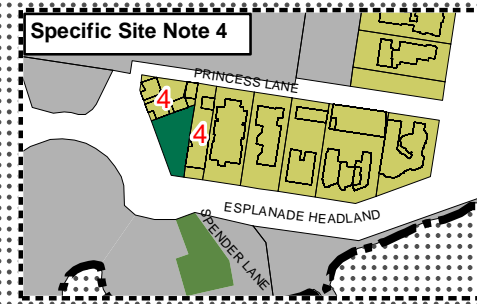 Specific Site Note 4
PRINCESS LANE
4
4
ESPLANADE HEADLAND
SPENDER LANE